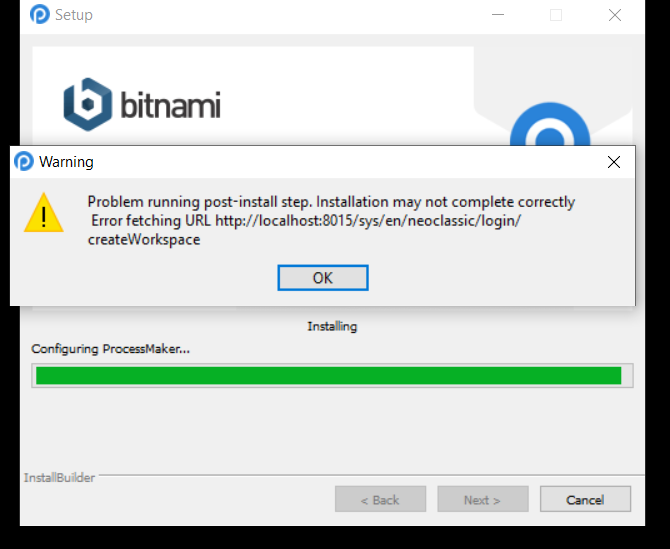 Setup
bitnami
Warning
Problem running post-install step. Installation may not complete correctly
Error fetching URL http://localhost:8015/sys/en/neoclassic/login/
createWorkspace
OK
Installing
Configuring ProcessMaker...
InstallBuilder
< Back
Next >
Cancel